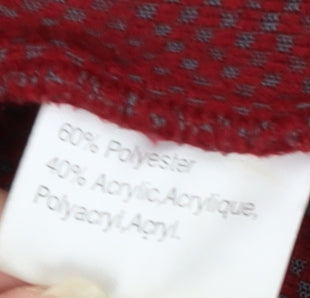 60% Polyester
40% Acrylic,Acrylique,
Polyacryl,Acryl.